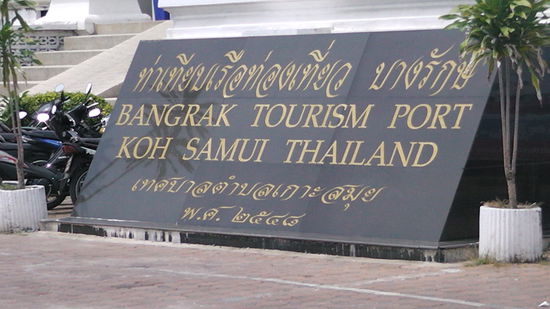 ท่าเทียบเรือท่องเที่ยว บางรักษ์
BANGRAK TOURISM PORT
KOH SAMUI THAILAND
เทศบาลตำบลเกาะสมุย
พ.ศ. ๒๕๔๘